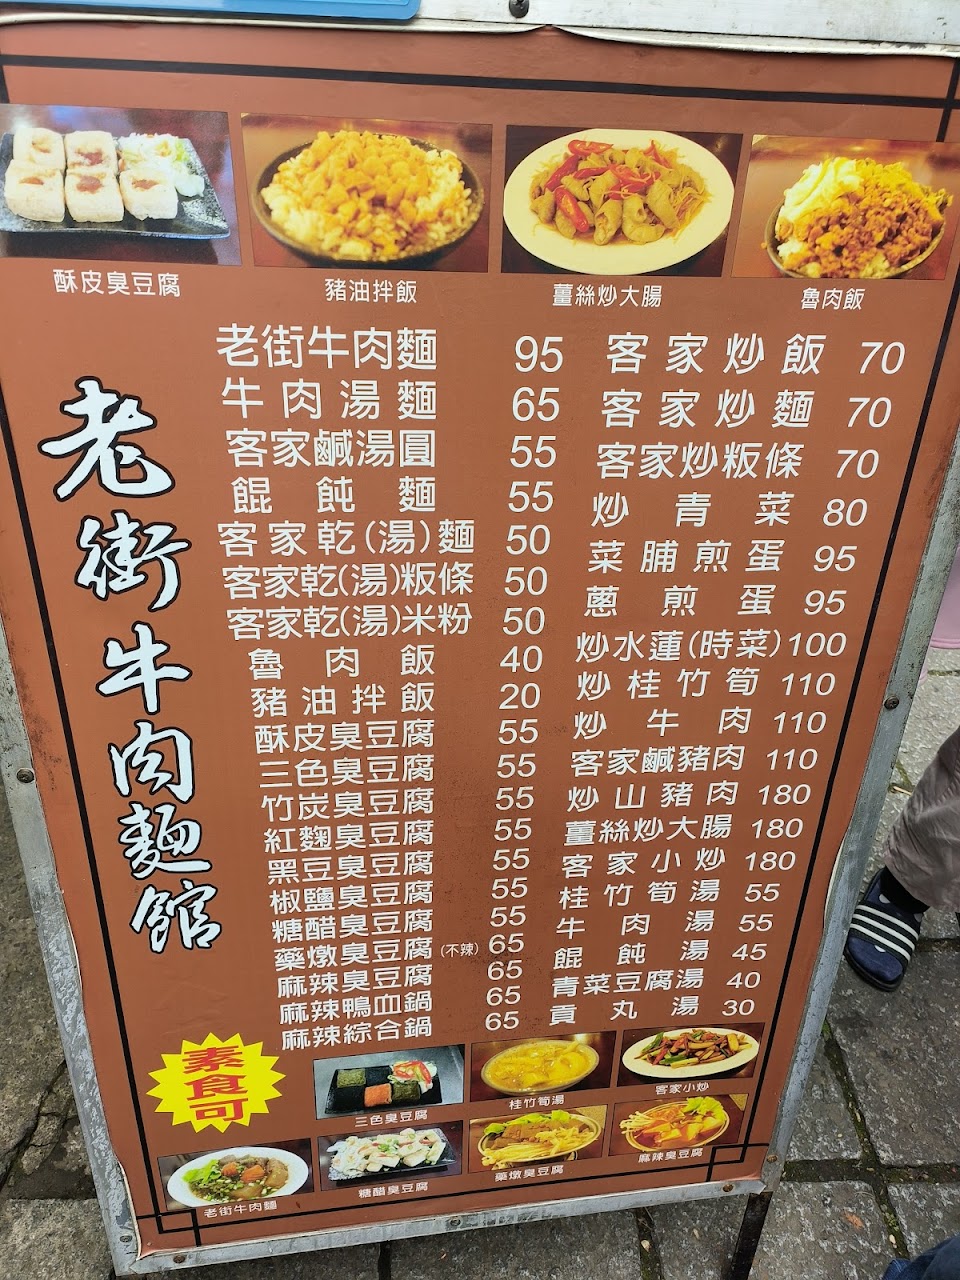 酥皮臭豆腐
豬油拌飯
薑絲炒大腸
魯肉飯
老街牛肉麵館
老街牛肉麵 95
牛肉湯麵 65
客家鹹湯圓 55
餛飩麵 55
客家乾(湯)麵 50
客家乾(湯)粄條 50
客家乾(湯)米粉 50
魯肉飯 40
豬油拌飯 20
酥皮臭豆腐 55
三色臭豆腐 55
竹炭臭豆腐 55
紅麴臭豆腐 55
黑豆臭豆腐 55
椒鹽臭豆腐 55
糖醋臭豆腐 55
藥燉臭豆腐(不辣) 65
麻辣臭豆腐 65
麻辣鴨血鍋 65
麻辣綜合鍋 65
客家炒飯 70
客家炒麵 70
客家炒粄條 70
炒青菜 80
菜脯煎蛋 95
蔥煎蛋 95
炒水蓮(時菜) 100
炒桂竹筍 110
炒牛肉 110
客家鹹豬肉 110
炒山豬肉 180
薑絲炒大腸 180
客家小炒 180
桂竹筍湯 55
牛肉湯 55
餛飩湯 45
青菜豆腐湯 40
貢丸湯 30
素食可
三色臭豆腐
桂竹筍湯
客家小炒
老街牛肉麵
糖醋臭豆腐
藥燉臭豆腐
麻辣臭豆腐